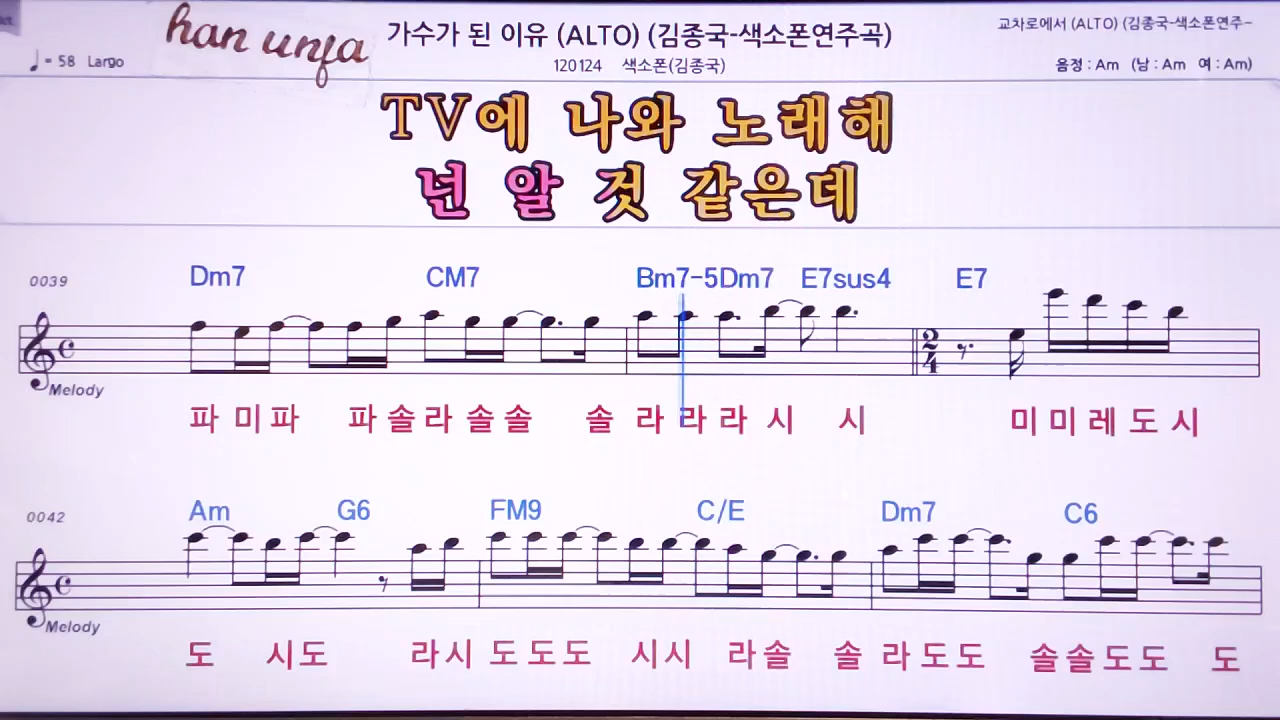 han unja
가수가 된 이유 (ALTO) (김종국-색소폰연주곡)
교차로에서 (ALTO) (김종국-색소폰연주-
♩= 58 Largo
120124 색소폰(김종국)
음정 : Am (남 : Am 여 : Am)
TV에 나와 노래해
넌 알 것 같은데
0039 Dm7 CM7 Bm7-5Dm7 E7sus4 E7
2
4
Melody
파 미 파 파 솔 라 솔 솔 솔 라 라 라 시 시 미 미 레 도 시
0042 Am G6 FM9 C/E Dm7 C6
Melody
도 시 도 라 시 도 도 도 시 시 라 솔 솔 라 도 도 솔 솔 도 도 도